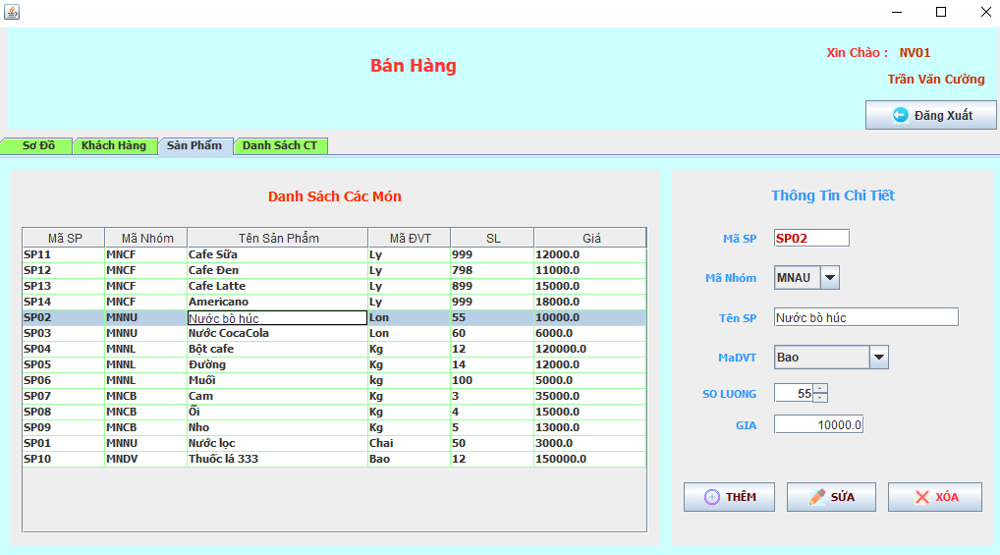 Xin Chào : NV01
Bán Hàng
Trần Văn Cường
Đăng Xuất
Sơ Đồ Khách Hàng Sản Phẩm Danh Sách CT
Danh Sách Các Món
Mã SP Mã Nhóm Tên Sản Phẩm Mã ĐVT SL Giá
SP11 MNCF Cafe Sữa Ly 999 12000.0
SP12 MNCF Cafe Đen Ly 798 11000.0
SP13 MNCF Cafe Latte Ly 899 15000.0
SP14 MNCF Americano Ly 999 18000.0
SP02 MNNU Nước bò húc Lon 55 10000.0
SP03 MNNU Nước CocaCola Lon 60 6000.0
SP04 MNNL Bột cafe Kg 12 120000.0
SP05 MNNL Đường Kg 14 12000.0
SP06 MNNL Muối kg 100 5000.0
SP07 MNCB Cam Kg 3 35000.0
SP08 MNCB Ổi Kg 4 15000.0
SP09 MNCB Nho Kg 5 13000.0
SP01 MNNU Nước lọc Chai 50 3000.0
SP10 MNDV Thuốc lá 333 Bao 12 150000.0
Thông Tin Chi Tiết
Mã SP SP02
Mã Nhóm MNAU
Tên SP Nước bò húc
MaDVT Bao
SO LUONG 55
GIA 10000.0
THÊM SỬA XÓA